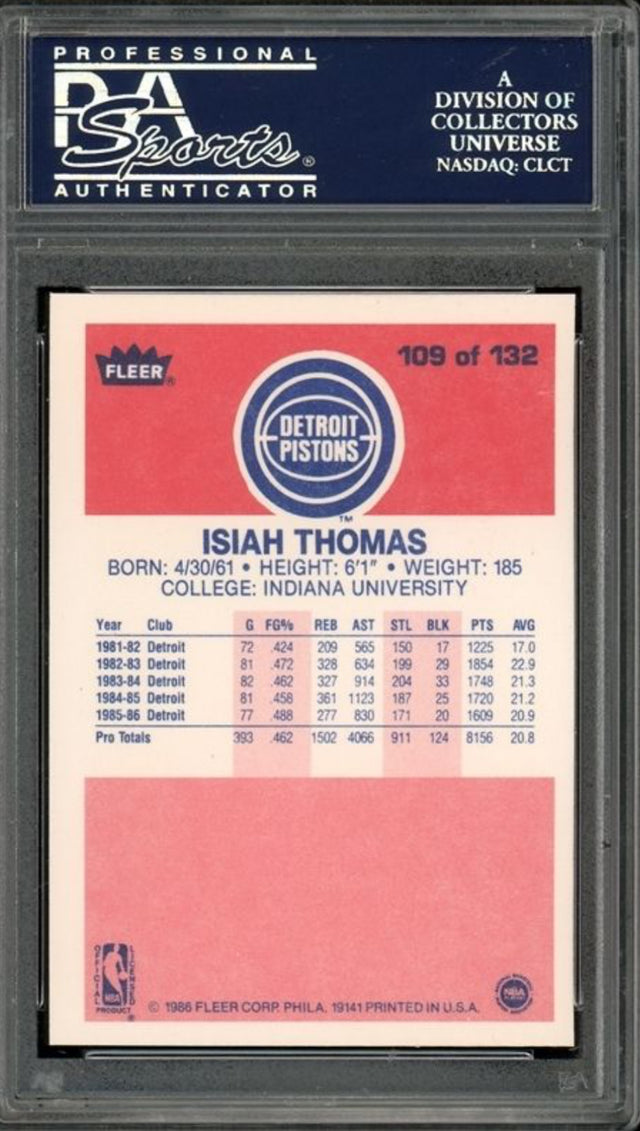 PROFESSIONAL
PSA
Sports®
AUTHENTICATOR
A
DIVISION OF
COLLECTORS
UNIVERSE
NASDAQ: CLCT
FLEER®
109 of 132
DETROIT
PISTONS
TM
ISIAH THOMAS
BORN: 4/30/61 • HEIGHT: 6'1" • WEIGHT: 185
COLLEGE: INDIANA UNIVERSITY
Year Club G FG% REB AST STL BLK PTS AVG
1981-82 Detroit 72 .424 209 565 150 17 1225 17.0
1982-83 Detroit 81 .472 328 634 199 29 1854 22.9
1983-84 Detroit 82 .462 327 914 204 33 1748 21.3
1984-85 Detroit 81 .458 361 1123 187 25 1720 21.2
1985-86 Detroit 77 .488 277 830 171 20 1609 20.9
Pro Totals 393 .462 1502 4066 911 124 8156 20.8
OFFICIAL
LICENSED
NBA
PRODUCT
®
© 1986 FLEER CORP. PHILA. 19141 PRINTED IN U.S.A.
NBA